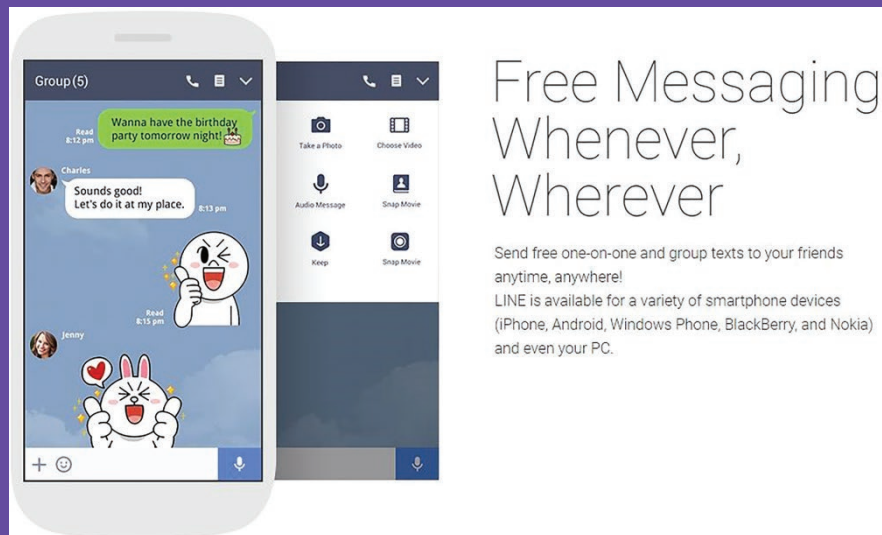 Group (5)
Wanna have the birthday
party tomorrow night!
Read
8:12 pm
Charles
Sounds good!
Let's do it at my place.
8:13 pm
Read
8:15 pm
Jenny
Take a Photo
Choose Video
Audio Message
Snap Movie
Keep
Snap Movie
Free Messaging
Whenever,
Wherever
Send free one-on-one and group texts to your friends
anytime, anywhere!
LINE is available for a variety of smartphone devices
(iPhone, Android, Windows Phone, BlackBerry, and Nokia)
and even your PC.